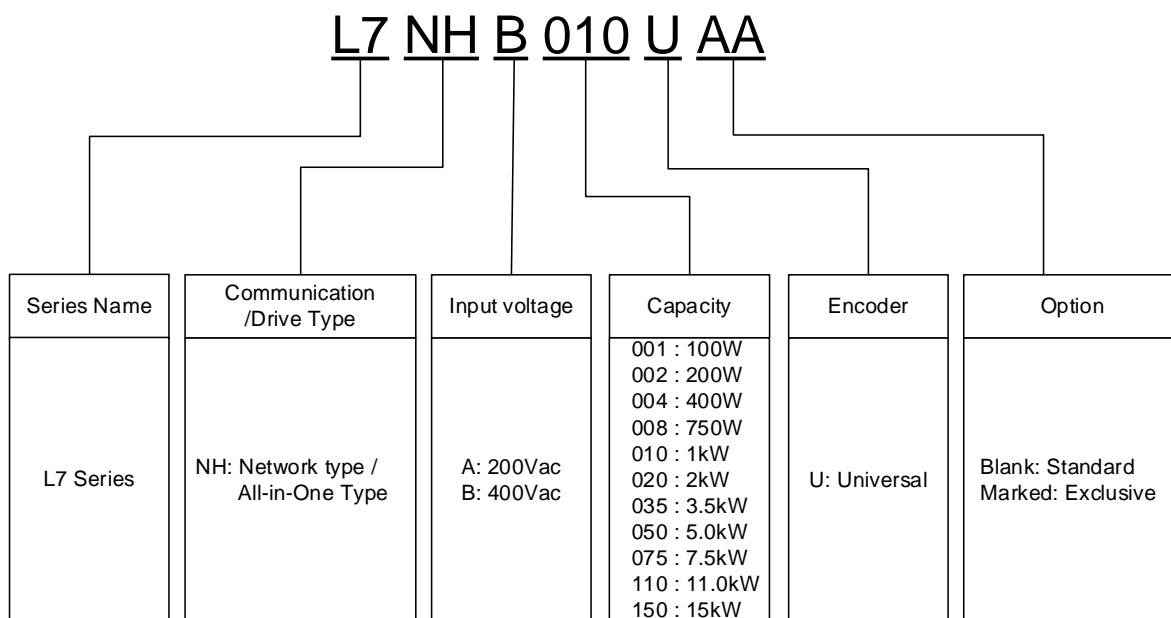 L7 NH B 010 U AA
Series Name
Communication
/Drive Type
Input voltage
Capacity
Encoder
Option
L7 Series
NH: Network type /
All-in-One Type
A: 200Vac
B: 400Vac
001 : 100W
002 : 200W
004 : 400W
008 : 750W
010 : 1kW
020 : 2kW
035 : 3.5kW
050 : 5.0kW
075 : 7.5kW
110 : 11.0kW
150 : 15kW
U: Universal
Blank: Standard
Marked: Exclusive